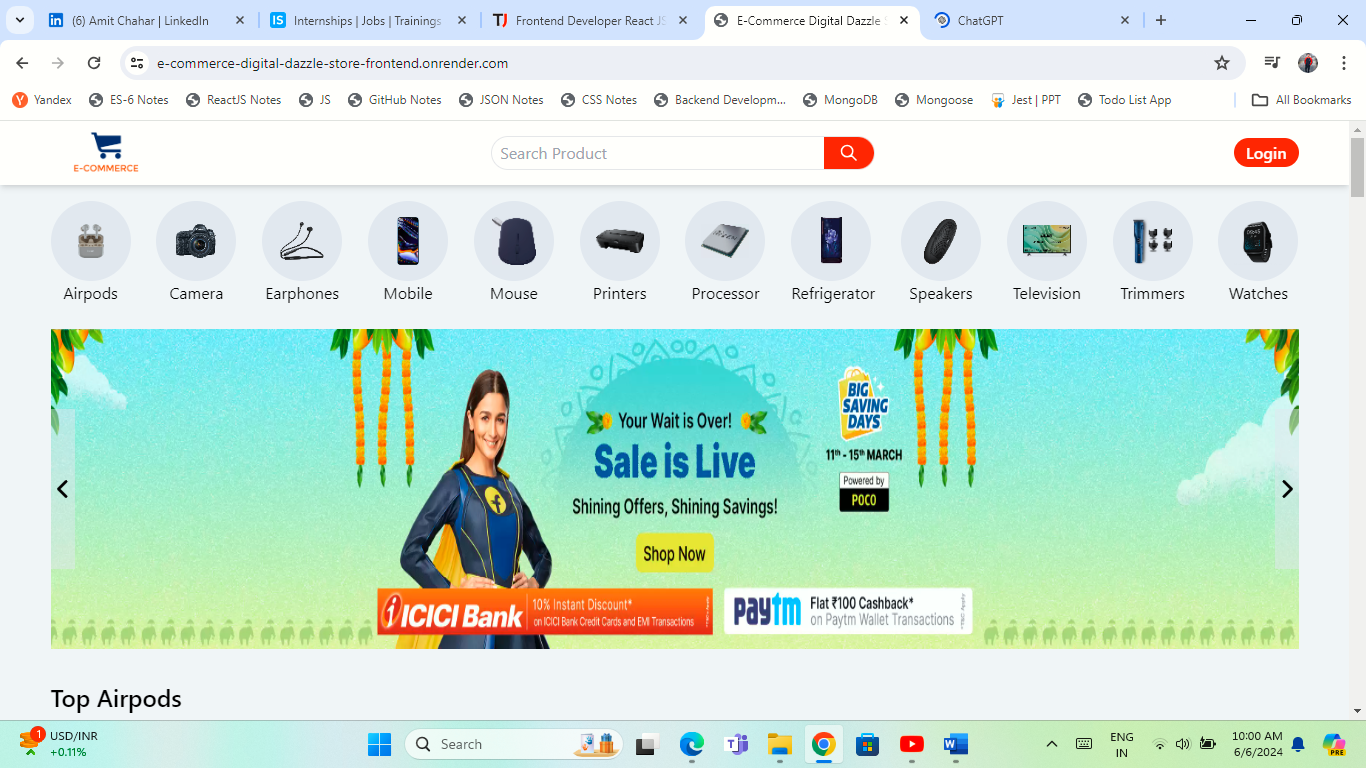 (6) Amit Chahar | LinkedIn
Internships | Jobs | Trainings
Frontend Developer React JS
E-Commerce Digital Dazzle S
ChatGPT
e-commerce-digital-dazzle-store-frontend.onrender.com
Yandex
ES-6 Notes
ReactJS Notes
JS
GitHub Notes
JSON Notes
CSS Notes
Backend Developm...
MongoDB
Mongoose
Jest | PPT
Todo List App
All Bookmarks
E-COMMERCE
Search Product
Login
Airpods
Camera
Earphones
Mobile
Mouse
Printers
Processor
Refrigerator
Speakers
Television
Trimmers
Watches
Your Wait is Over!
Sale is Live
Shining Offers, Shining Savings!
Shop Now
BIG
SAVING
DAYS
11th - 15th MARCH
Powered by
POCO
ICICI Bank
10% Instant Discount*
on ICICI Bank Credit Cards and EMI Transactions
paytm
Flat ₹100 Cashback*
on Paytm Wallet Transactions
Top Airpods
1
USD/INR
+0.11%
Search
ENG
IN
10:00 AM
6/6/2024
PRE